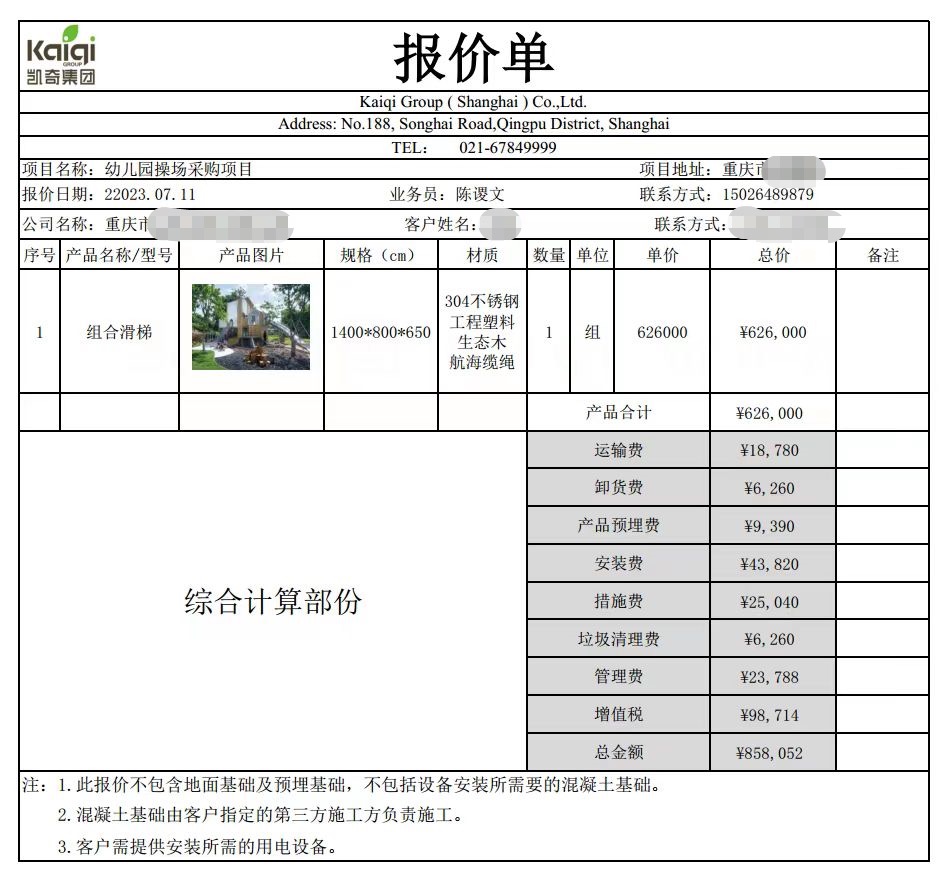 Kaiqi
GROUP
凯奇集团
报价单
Kaiqi Group ( Shanghai ) Co.,Ltd.
Address: No.188, Songhai Road,Qingpu District, Shanghai
TEL： 021-67849999
项目名称：幼儿园操场采购项目 项目地址：重庆市
报价日期：22023.07.11 业务员：陈谡文 联系方式：15026489879
公司名称：重庆市 客户姓名： 联系方式：
序号 产品名称/型号 产品图片 规格（cm） 材质 数量 单位 单价 总价 备注
1 组合滑梯 1400*800*650 304不锈钢 工程塑料 生态木 航海缆绳 1 组 626000 ¥626,000
产品合计 ¥626,000
综合计算部份
运输费 ¥18,780
卸货费 ¥6,260
产品预埋费 ¥9,390
安装费 ¥43,820
措施费 ¥25,040
垃圾清理费 ¥6,260
管理费 ¥23,788
增值税 ¥98,714
总金额 ¥858,052
注：1.此报价不包含地面基础及预埋基础，不包括设备安装所需要的混凝土基础。
2.混凝土基础由客户指定的第三方施工方负责施工。
3.客户需提供安装所需的用电设备。